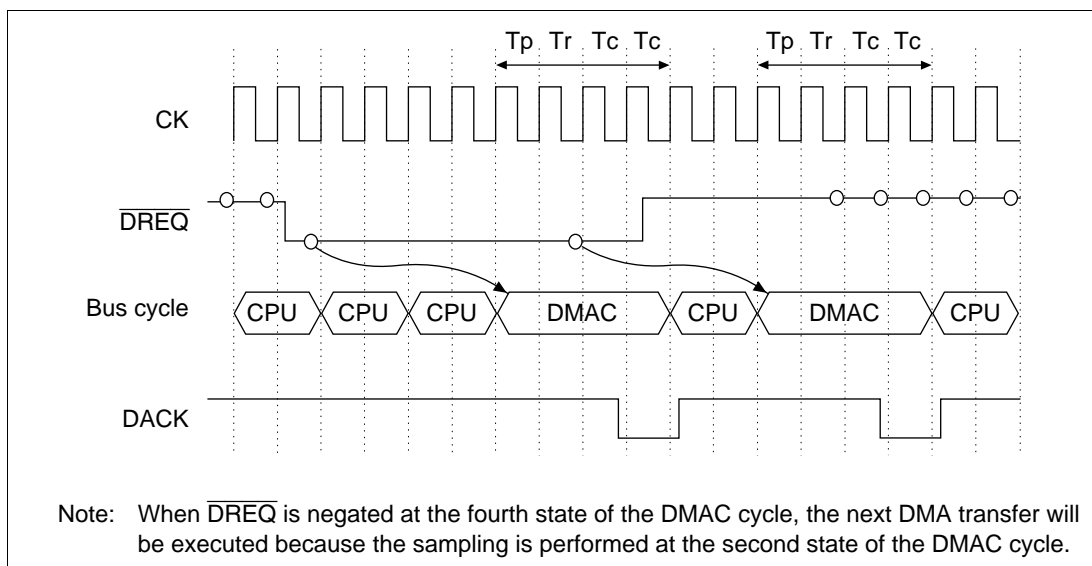 Tp Tr Tc Tc Tp Tr Tc Tc
CK
DREQ
Bus cycle CPU CPU CPU DMAC CPU DMAC CPU
DACK
Note: When DREQ is negated at the fourth state of the DMAC cycle, the next DMA transfer will
be executed because the sampling is performed at the second state of the DMAC cycle.